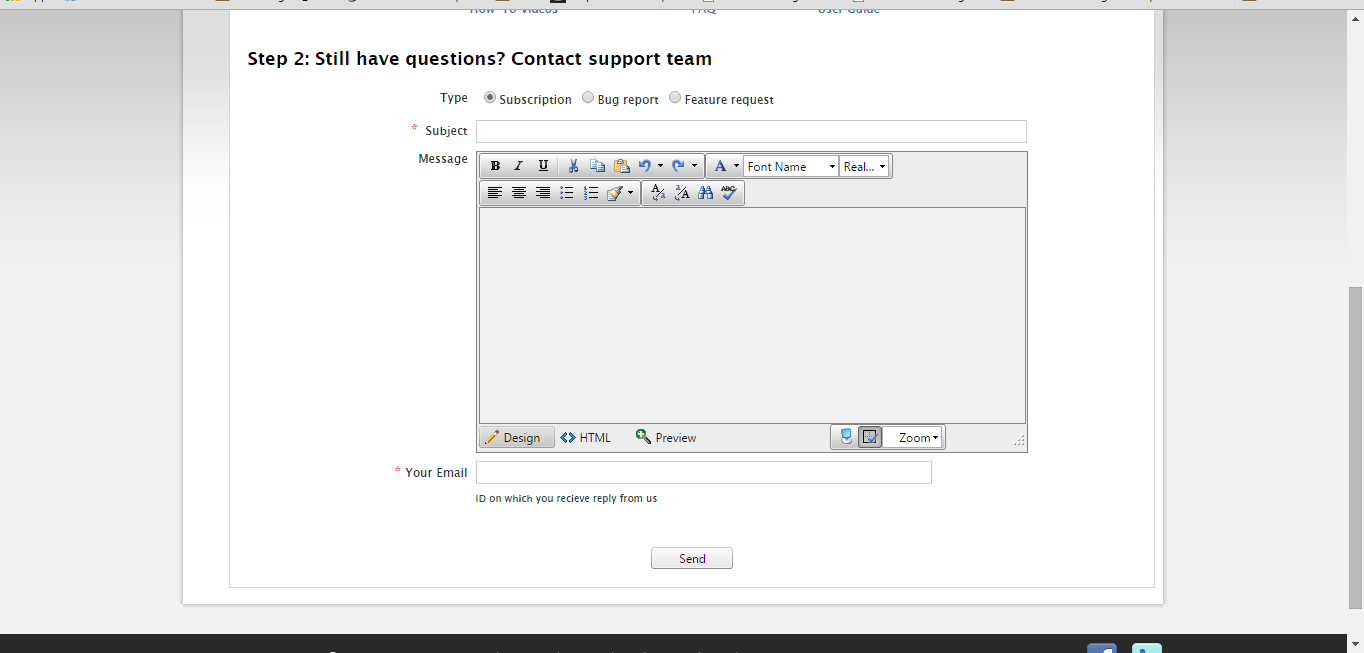 How-To Videos FAQ User Guide
Step 2: Still have questions? Contact support team
Type Subscription Bug report Feature request
* Subject
Message
B I U A Font Name Real...
ABC
Design HTML Preview Zoom
* Your Email
ID on which you recieve reply from us
Send